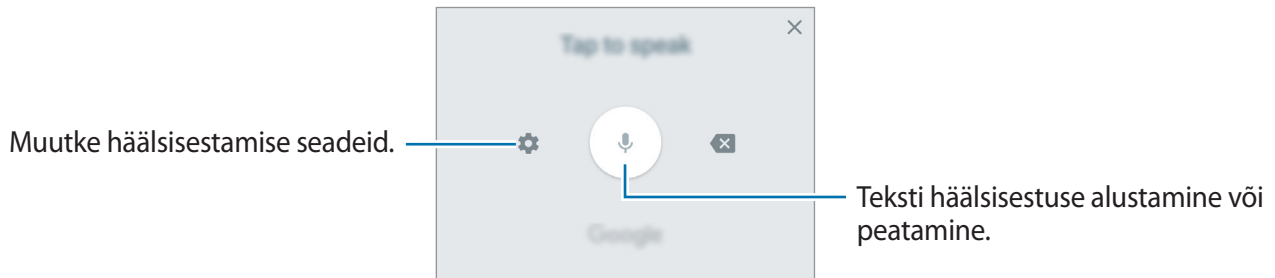 Tap to speak
Muutke häälsisestamise seadeid.
Teksti häälsisestuse alustamine või
peatamine.
Google